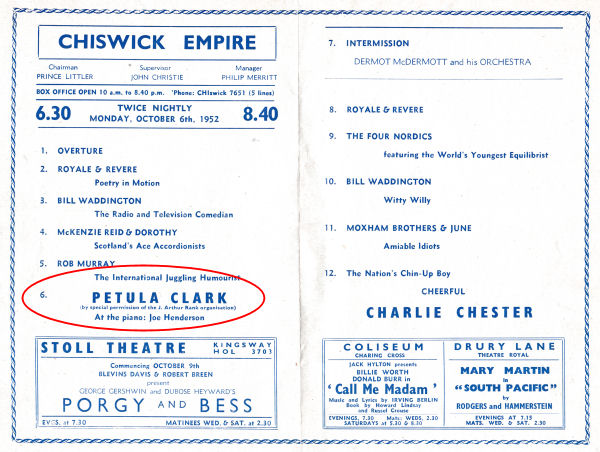 CHISWICK EMPIRE
Chairman
PRINCE LITTLER
Supervisor
JOHN CHRISTIE
Manager
PHILIP MERRITT
BOX OFFICE OPEN 10 a.m. to 8.40 p.m. 'Phone: CHIswick 7651 (5 lines)
6.30
TWICE NIGHTLY
MONDAY, OCTOBER 6th, 1952
8.40
1. OVERTURE
2. ROYALE & REVERE
Poetry in Motion
3. BILL WADDINGTON
The Radio and Television Comedian
4. McKENZIE REID & DOROTHY
Scotland's Ace Accordionists
5. ROB MURRAY
The International Juggling Humourist
6. PETULA CLARK
(by special permission of the J. Arthur Rank organisation)
At the piano: Joe Henderson
STOLL THEATRE
KINGSWAY
HOL 3703
Commencing OCTOBER 9th
BLEVINS DAVIS & ROBERT BREEN
present
GEORGE GERSHWIN and DUBOSE HEYWARD'S
PORGY AND BESS
EVGS. at 7.30
MATINEES WED. & SAT. at 2.30
7. INTERMISSION
DERMOT McDERMOTT and his ORCHESTRA
8. ROYALE & REVERE
9. THE FOUR NORDICS
featuring the World's Youngest Equilibrist
10. BILL WADDINGTON
Witty Willy
11. MOXHAM BROTHERS & JUNE
Amiable Idiots
12. The Nation's Chin-Up Boy
CHEERFUL
CHARLIE CHESTER
COLISEUM
CHARING CROSS
JACK HYLTON presents
BILLIE WORTH
DONALD BURR in
' Call Me Madam '
Music and Lyrics by IRVING BERLIN
Book by Howard Lindsay
and Russel Crouse
EVENINGS, 7.30 Mats: WEDS. 2.30
SATURDAYS at 5.30 & 8.30
DRURY LANE
THEATRE ROYAL
MARY MARTIN
in
"SOUTH PACIFIC"
by
RODGERS and HAMMERSTEIN
EVENINGS AT 7.15
MATS. WED. & SAT. 2.30